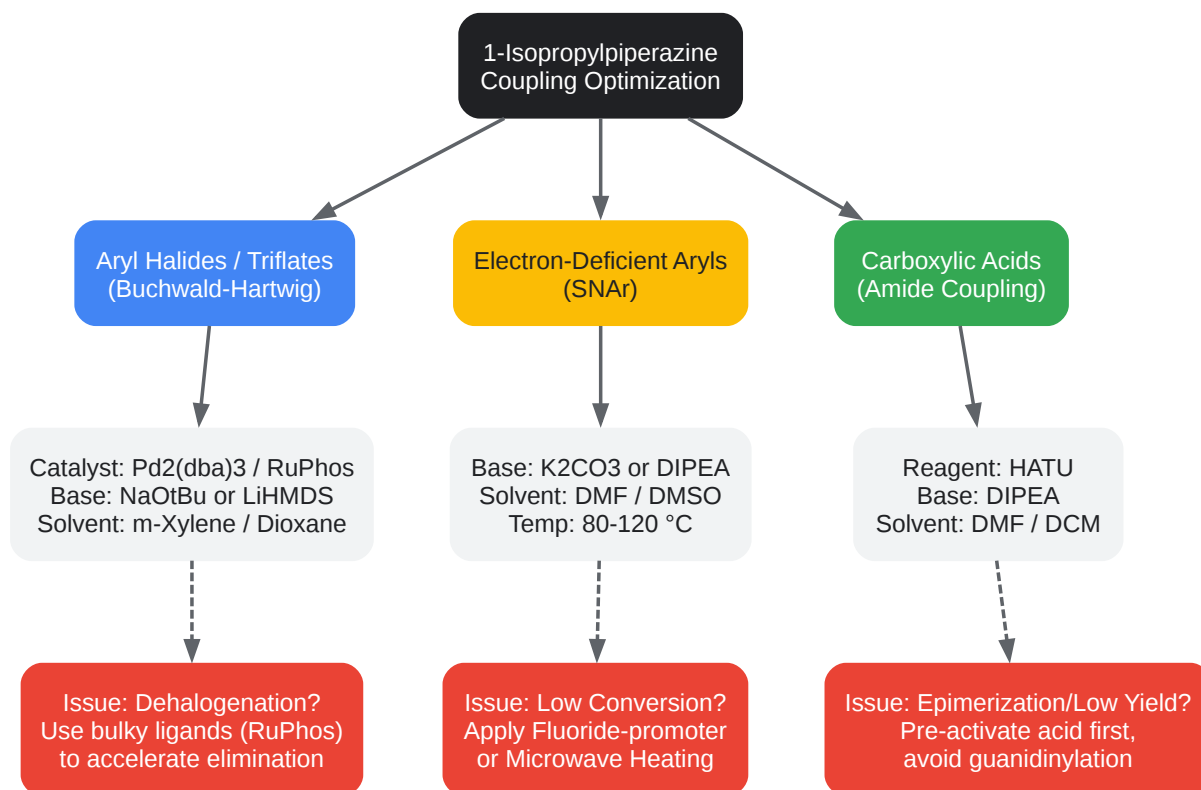 1-Isopropylpiperazine
Coupling Optimization
Aryl Halides / Triflates
(Buchwald-Hartwig)
Electron-Deficient Aryls
(SNAr)
Carboxylic Acids
(Amide Coupling)
Catalyst: Pd2(dba)3 / RuPhos
Base: NaOtBu or LiHMDS
Solvent: m-Xylene / Dioxane
Base: K2CO3 or DIPEA
Solvent: DMF / DMSO
Temp: 80-120 °C
Reagent: HATU
Base: DIPEA
Solvent: DMF / DCM
Issue: Dehalogenation?
Use bulky ligands (RuPhos)
to accelerate elimination
Issue: Low Conversion?
Apply Fluoride-promoter
or Microwave Heating
Issue: Epimerization/Low Yield?
Pre-activate acid first,
avoid guanidinylation